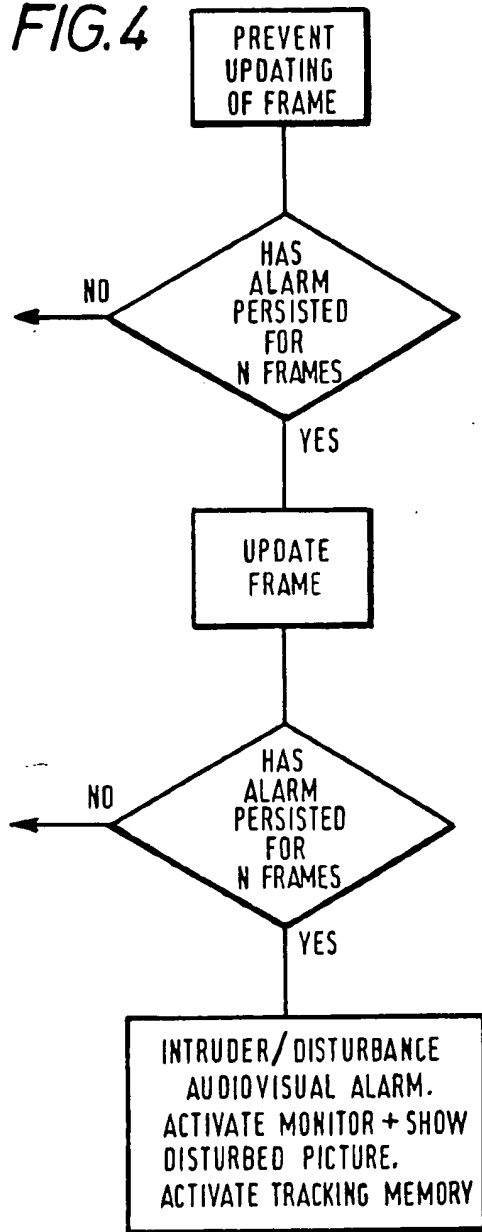 FIG.4
PREVENT
UPDATING
OF FRAME
HAS
ALARM
PERSISTED
FOR
N FRAMES
NO
YES
UPDATE
FRAME
HAS
ALARM
PERSISTED
FOR
N FRAMES
NO
YES
INTRUDER/DISTURBANCE
AUDIOVISUAL ALARM.
ACTIVATE MONITOR + SHOW
DISTURBED PICTURE.
ACTIVATE TRACKING MEMORY